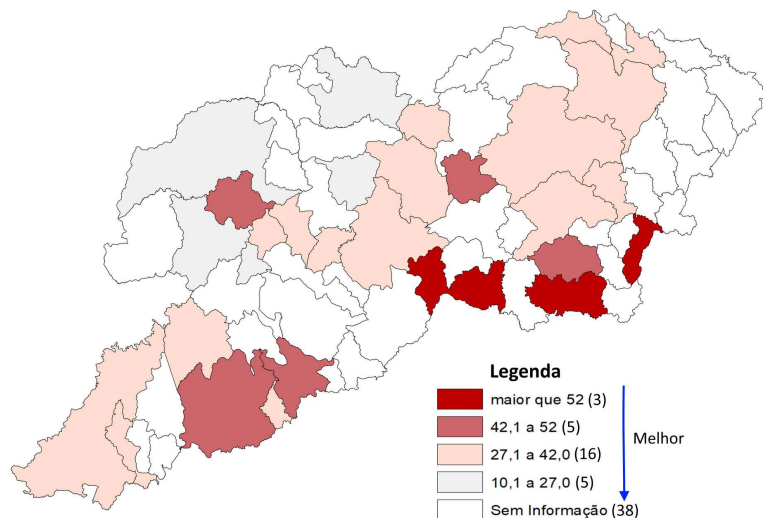 Legenda
maior que 52 (3)
42,1 a 52 (5)
27,1 a 42,0 (16)
10,1 a 27,0 (5)
Sem Informação (38)
Melhor